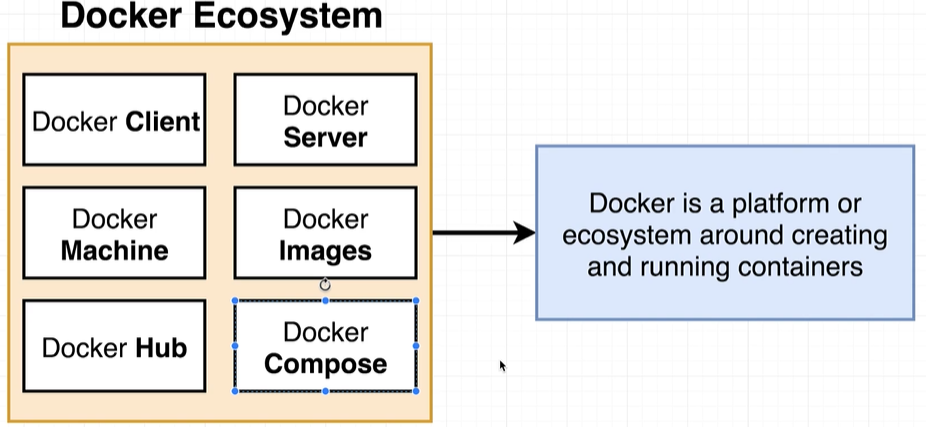 Docker Ecosystem
Docker Client
Docker
Server
Docker
Machine
Docker
Images
Docker Hub
Docker
Compose
Docker is a platform or
ecosystem around creating
and running containers